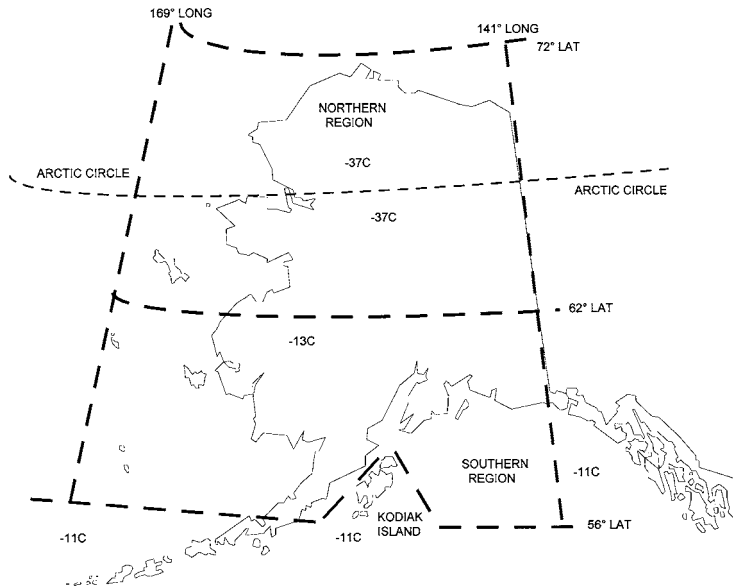 169° LONG
141° LONG
72° LAT
NORTHERN
REGION
-37C
ARCTIC CIRCLE
ARCTIC CIRCLE
-37C
62° LAT
-13C
SOUTHERN
REGION
-11C
KODIAK
ISLAND
-11C
-11C
56° LAT